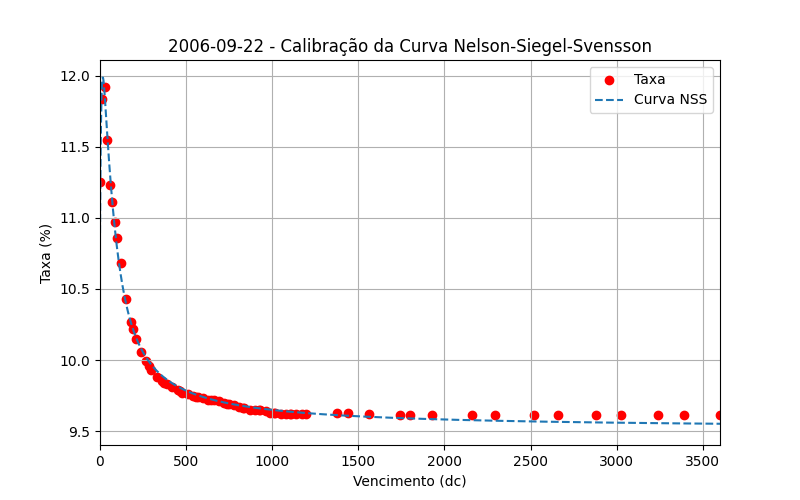 2006-09-22 - Calibração da Curva Nelson-Siegel-Svensson
Taxa
Curva NSS
Taxa (%)
12.0
11.5
11.0
10.5
10.0
9.5
0 500 1000 1500 2000 2500 3000 3500
Vencimento (dc)